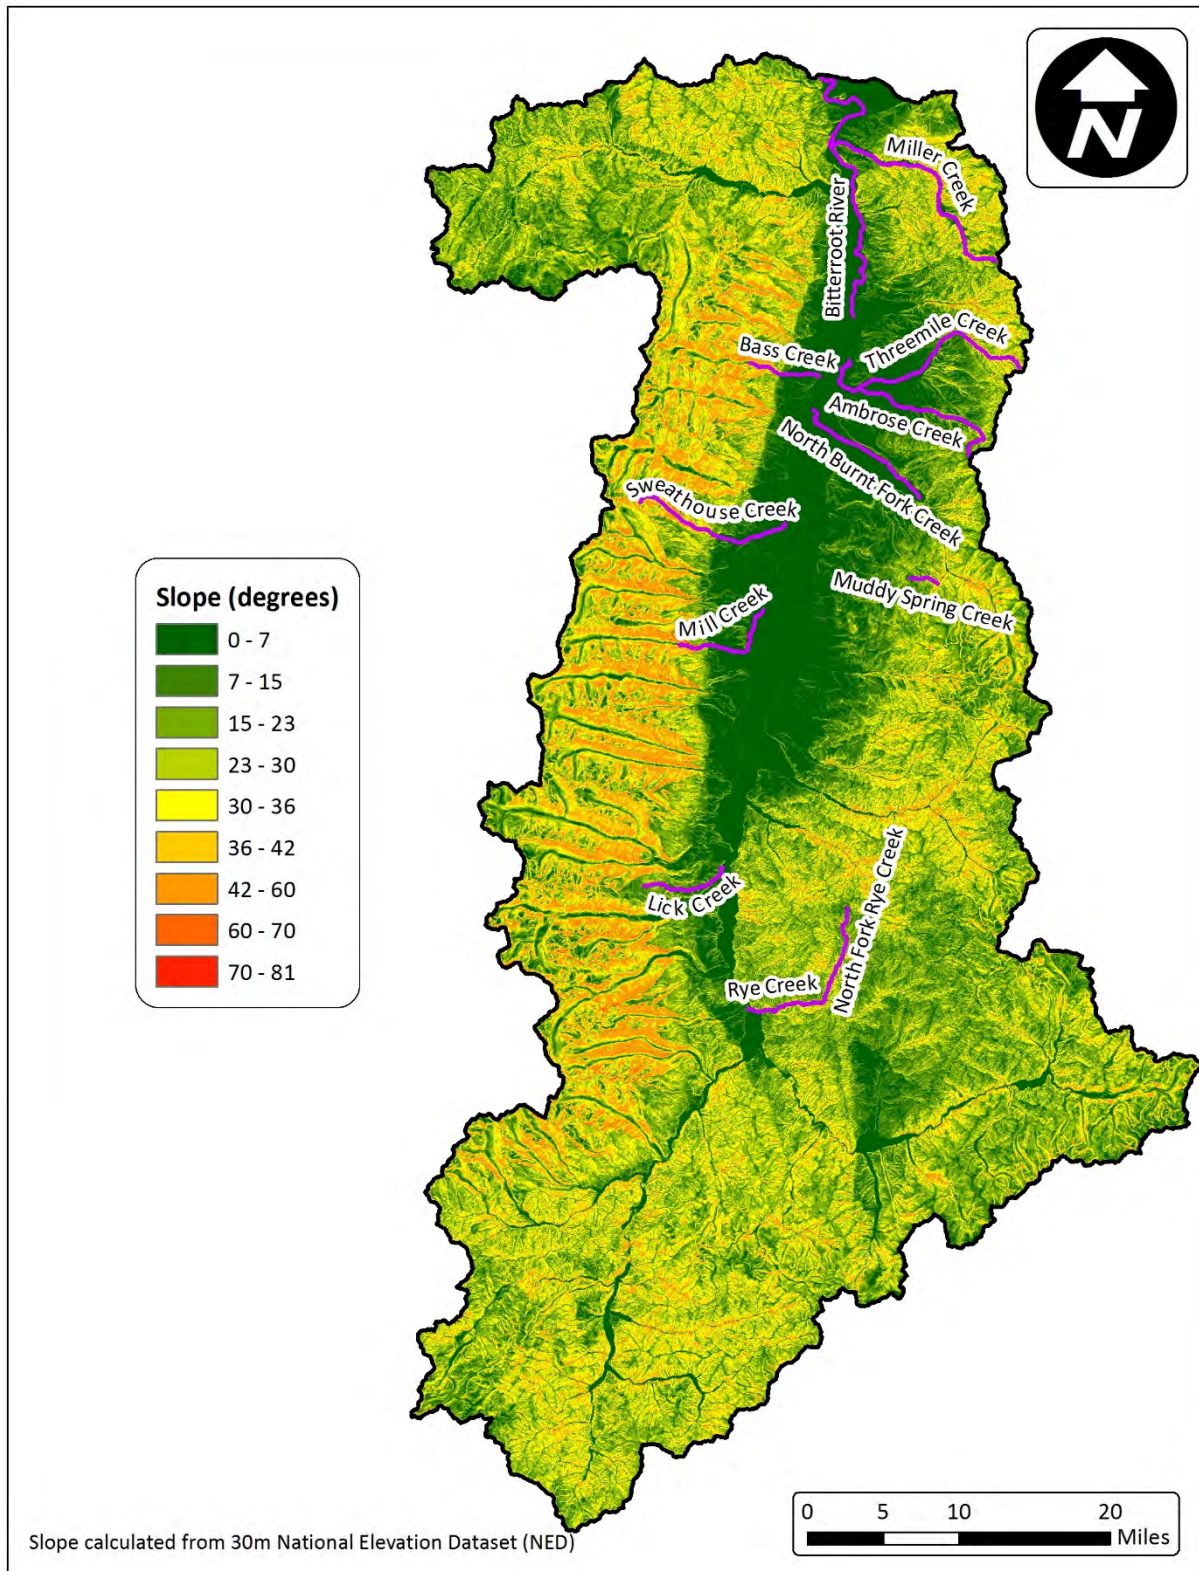 N
Miller Creek
Bitterroot River
Threemile Creek
Bass Creek
Ambrose Creek
North Burnt Fork Creek
Sweathouse Creek
Muddy Spring Creek
Mill Creek
Slope (degrees)
0 - 7
7 - 15
15 - 23
23 - 30
30 - 36
36 - 42
42 - 60
60 - 70
70 - 81
Lick Creek
North Fork Rye Creek
Rye Creek
0 5 10 20
Miles
Slope calculated from 30m National Elevation Dataset (NED)